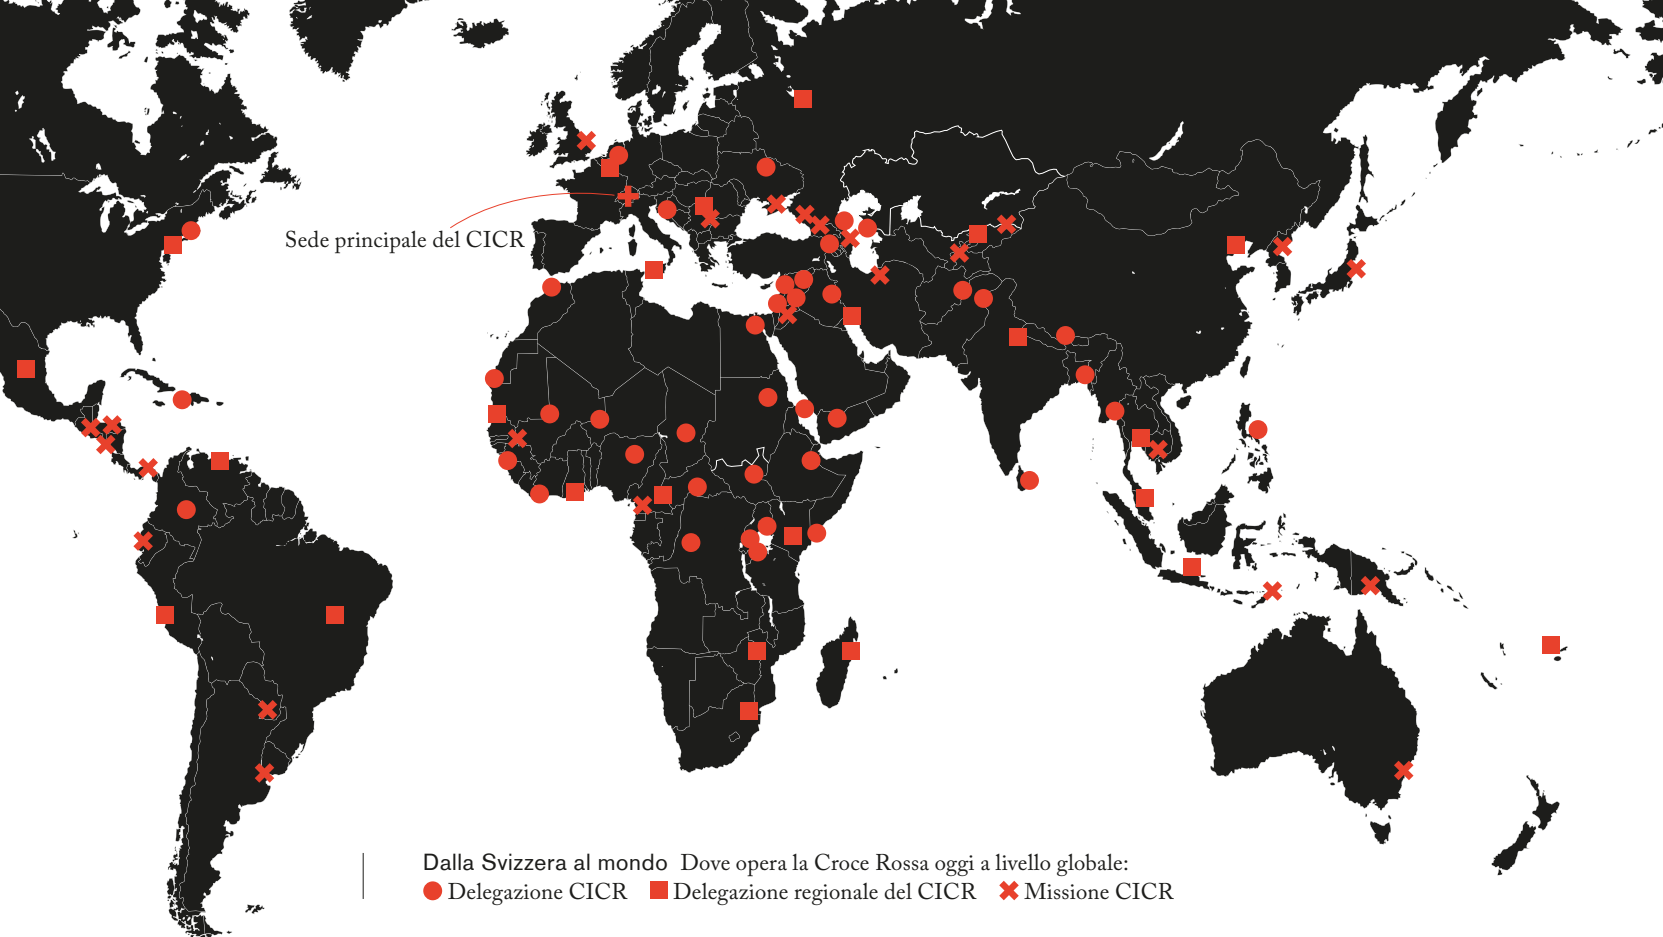 Sede principale del CICR
Dalla Svizzera al mondo Dove opera la Croce Rossa oggi a livello globale:
Delegazione CICR Delegazione regionale del CICR Missione CICR